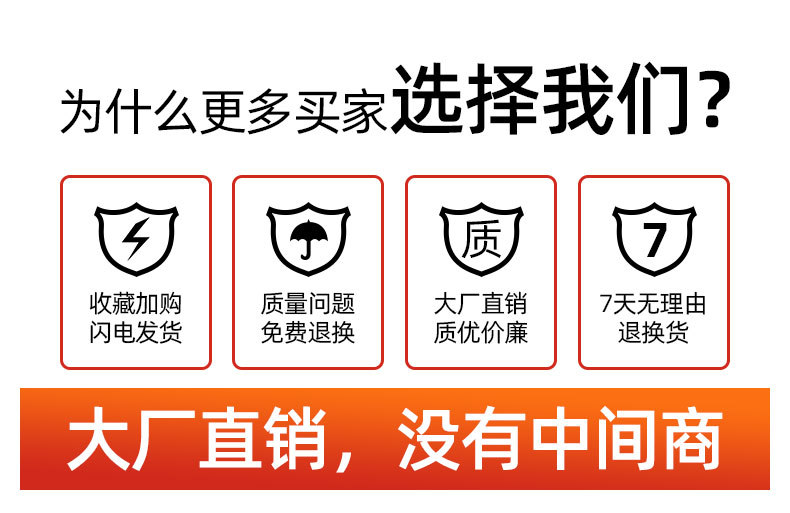 为什么更多买家选择我们?
质
7
收藏加购
闪电发货
质量问题
免费退换
大厂直销
质优价廉
7天无理由
退换货
大厂直销，没有中间商